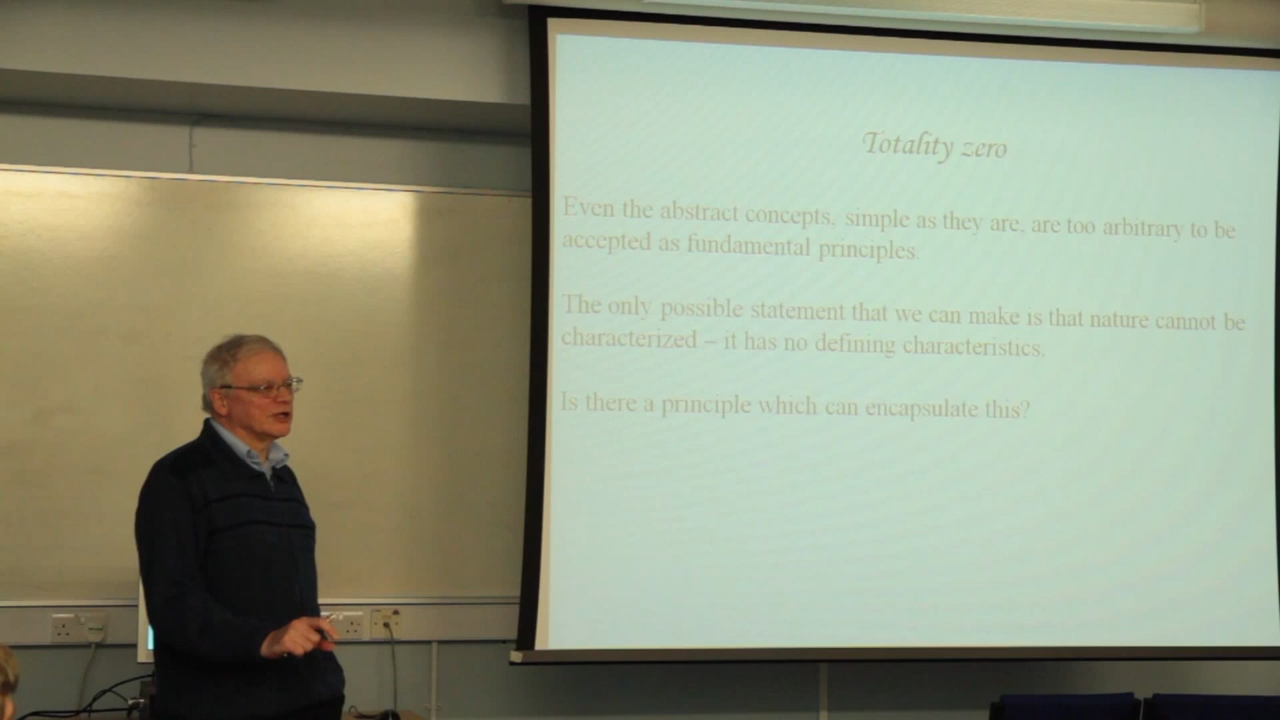 Totality zero
Even the abstract concepts, simple as they are, are too arbitrary to be
accepted as fundamental principles.
The only possible statement that we can make is that nature cannot be
characterized – it has no defining characteristics.
Is there a principle which can encapsulate this?